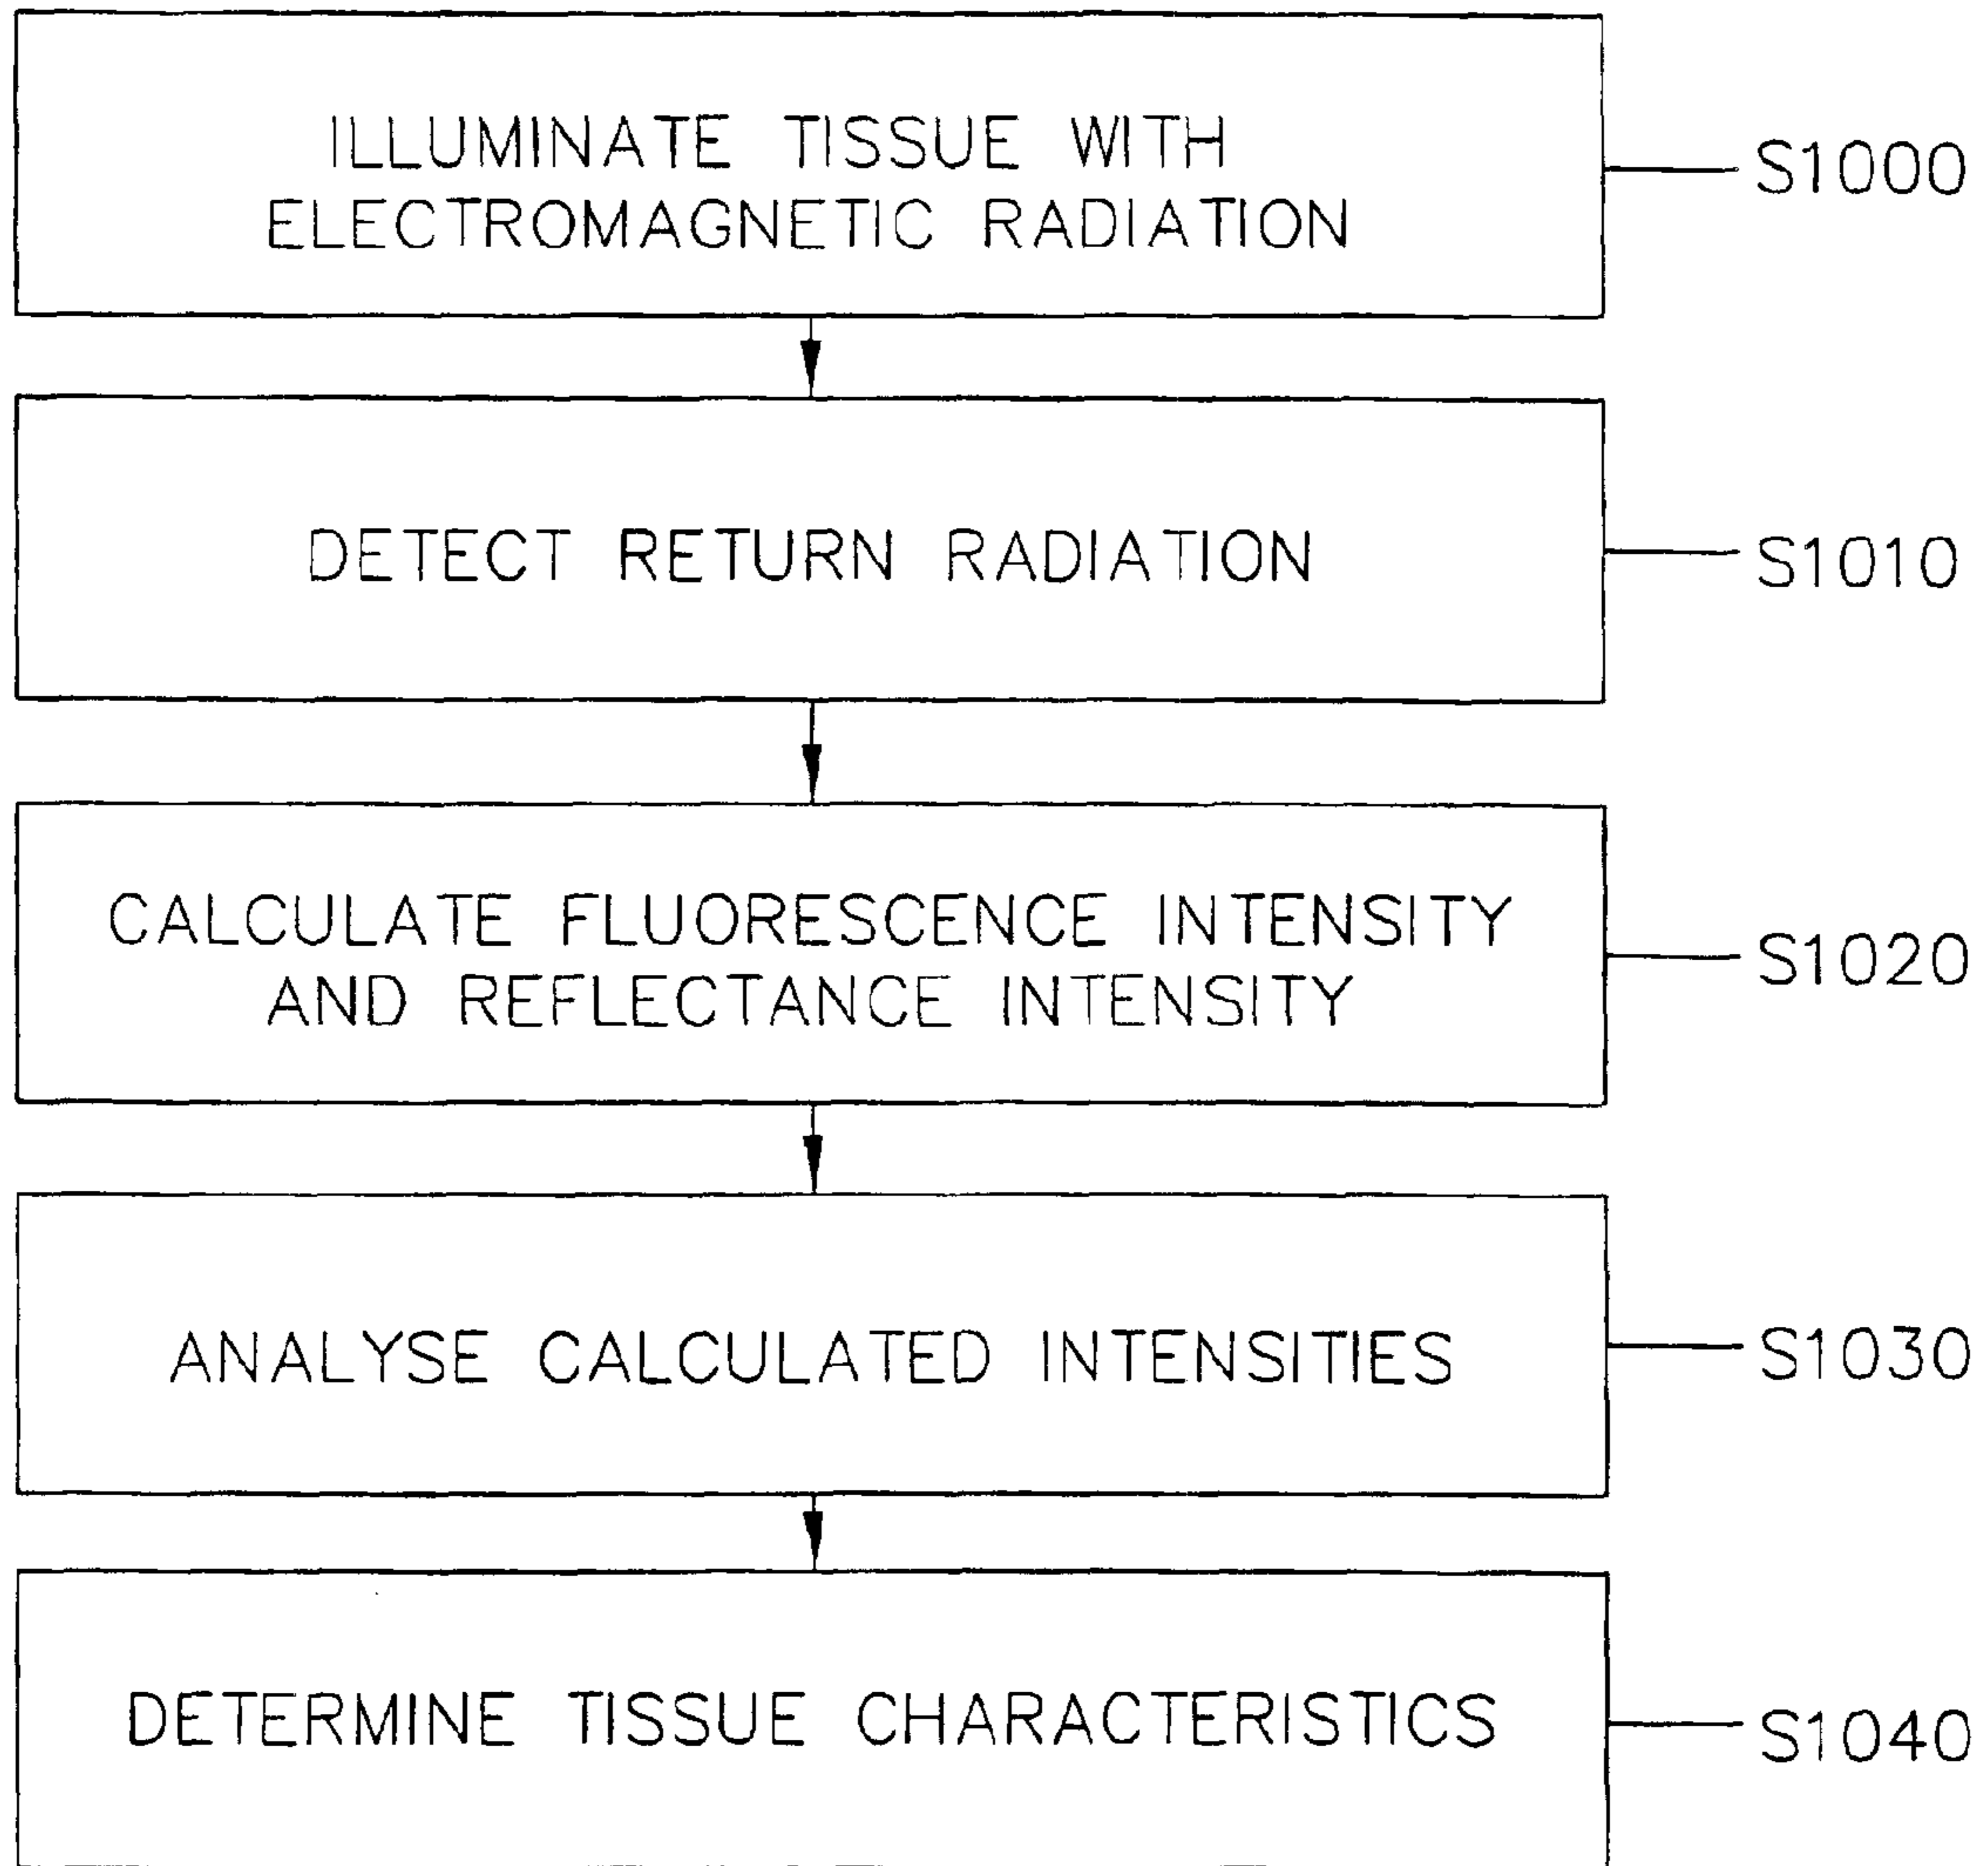 ILLUMINATE TISSUE WITH
ELECTROMAGNETIC RADIATION
S1000
DETECT RETURN RADIATION
S1010
CALCULATE FLUORESCENCE INTENSITY
AND REFLECTANCE INTENSITY
S1020
ANALYSE CALCULATED INTENSITIES
S1030
DETERMINE TISSUE CHARACTERISTICS
S1040